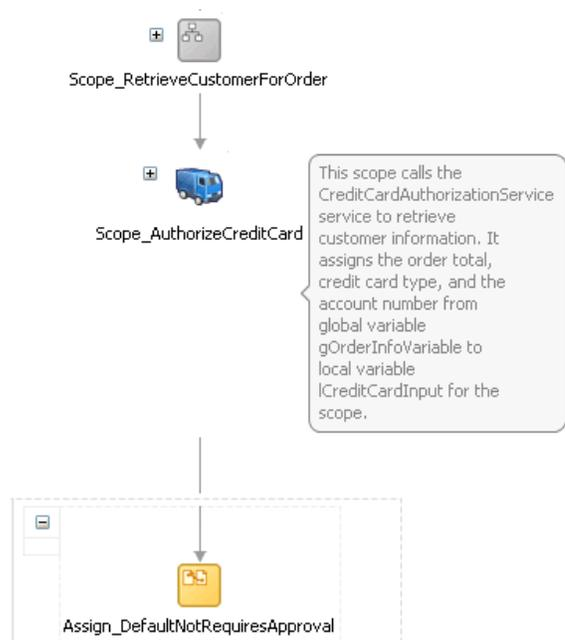 Scope_RetrieveCustomerForOrder
Scope_AuthorizeCreditCard
This scope calls the
CreditCardAuthorizationService
service to retrieve
customer information. It
assigns the order total,
credit card type, and the
account number from
global variable
gOrderInfoVariable to
local variable
lCreditCardInput for the
scope.
Assign_DefaultNotRequiresApproval